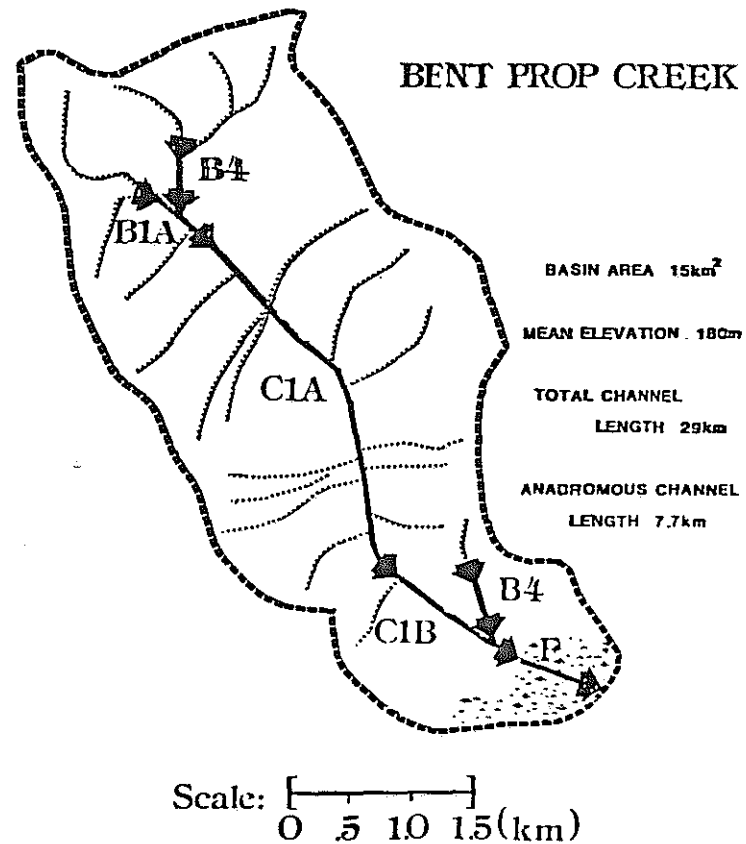 BENT PROP CREEK
B4
B1A
BASIN AREA 15km²
MEAN ELEVATION . 180m
TOTAL CHANNEL
LENGTH 29km
C1A
ANADROMOUS CHANNEL
LENGTH 7.7km
B4
C1B
Scale:
0 .5 1.0 1.5(km)